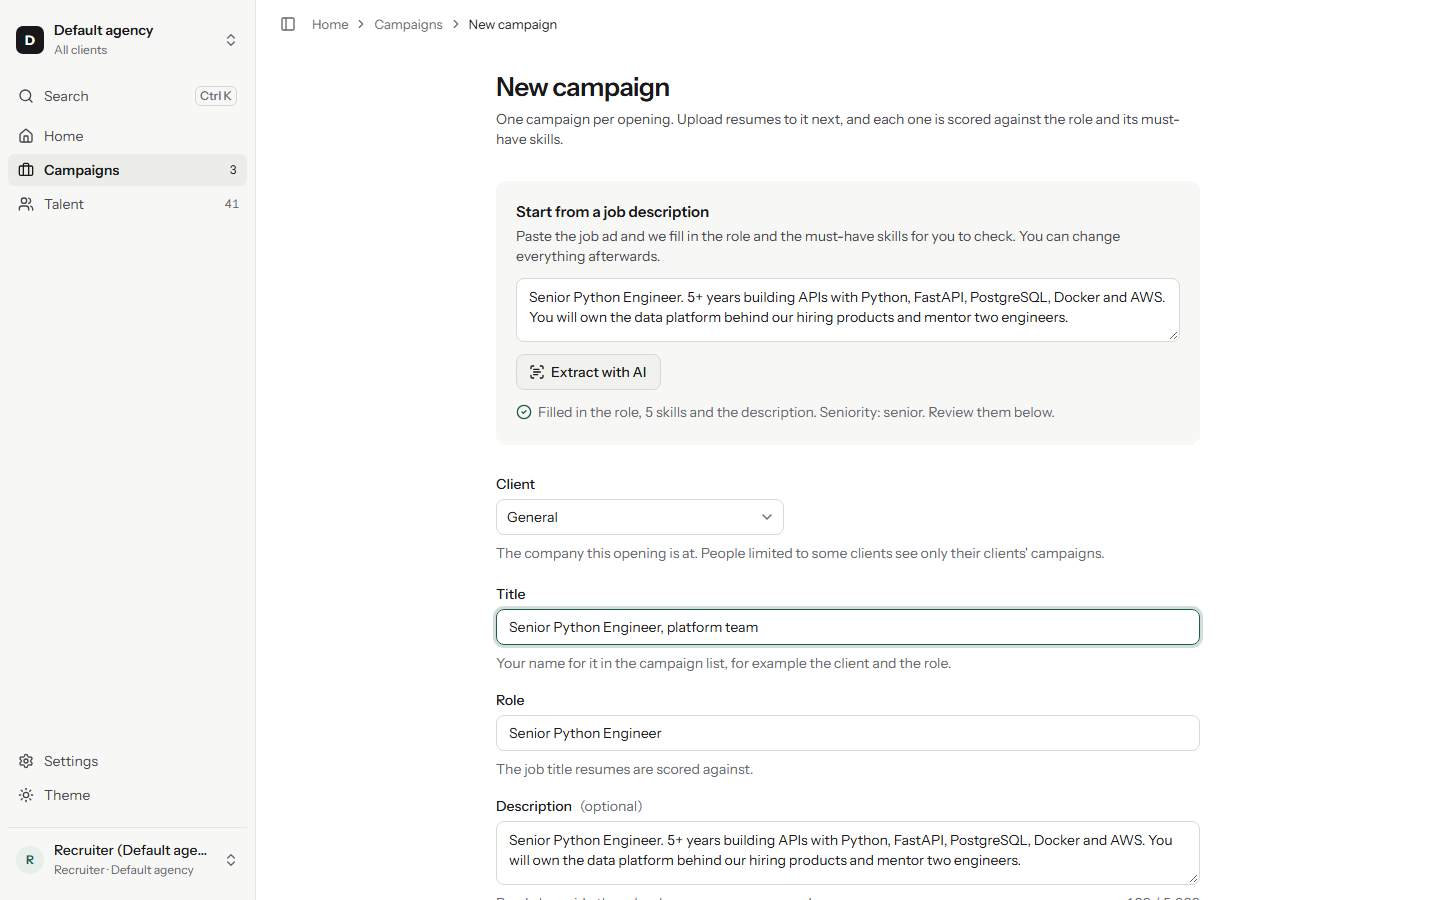 D
Default agency
All clients
Search
Ctrl K
Home
Campaigns
3
Talent
41
Settings
Theme
R
Recruiter (Default age...
Recruiter · Default agency
Home
Campaigns
New campaign
New campaign
One campaign per opening. Upload resumes to it next, and each one is scored against the role and its must-
have skills.
Start from a job description
Paste the job ad and we fill in the role and the must-have skills for you to check. You can change
everything afterwards.
Senior Python Engineer. 5+ years building APIs with Python, FastAPI, PostgreSQL, Docker and AWS.
You will own the data platform behind our hiring products and mentor two engineers.
Extract with AI
Filled in the role, 5 skills and the description. Seniority: senior. Review them below.
Client
General
The company this opening is at. People limited to some clients see only their clients' campaigns.
Title
Senior Python Engineer, platform team
Your name for it in the campaign list, for example the client and the role.
Role
Senior Python Engineer
The job title resumes are scored against.
Description (optional)
Senior Python Engineer. 5+ years building APIs with Python, FastAPI, PostgreSQL, Docker and AWS. You
will own the data platform behind our hiring products and mentor two engineers.